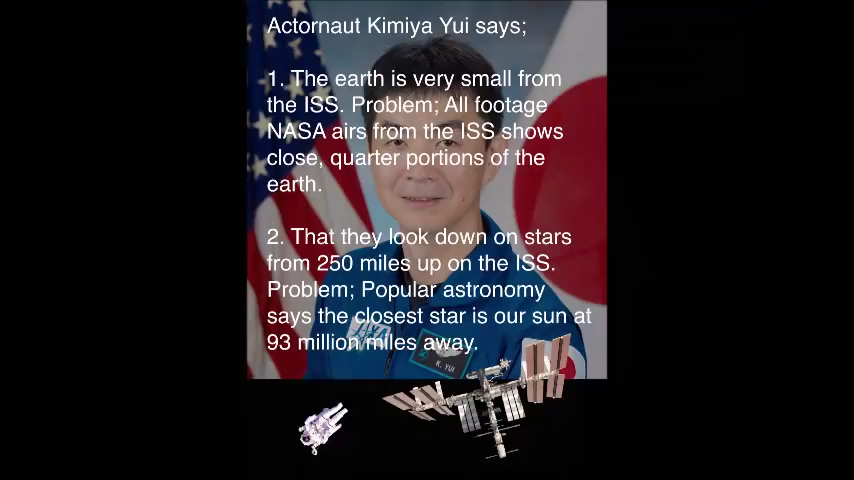 Actornaut Kimiya Yui says;
1. The earth is very small from
the ISS. Problem; All footage
NASA airs from the ISS shows
close, quarter portions of the
earth.
2. That they look down on stars
from 250 miles up on the ISS.
Problem; Popular astronomy
says the closest star is our sun at
93 million miles away.
K. YUI